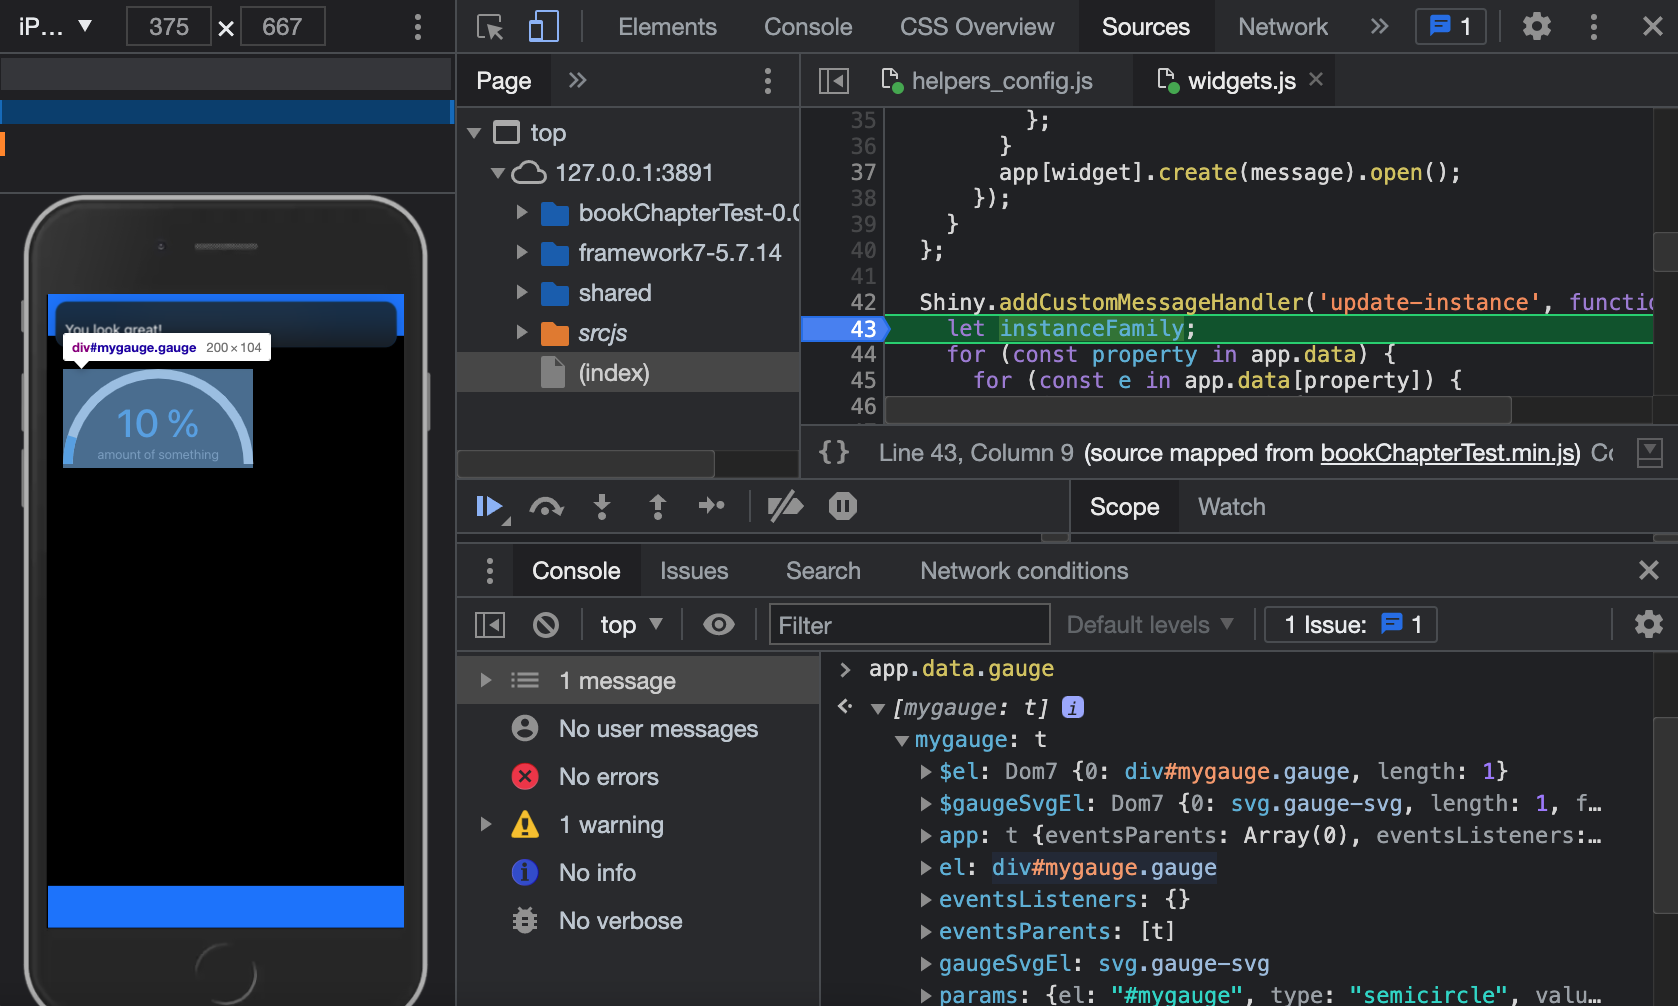 iP... ▼ 375 × 667
Elements Console CSS Overview Sources Network » 1
Page »
helpers_config.js widgets.js ×
top
127.0.0.1:3891
bookChapterTest-0.0
framework7-5.7.14
shared
srcjs
(index)
35 };
36 }
37 app[widget].create(message).open();
38 });
39 }
40 };
41
42 Shiny.addCustomMessageHandler('update-instance', functio
43 let instanceFamily;
44 for (const property in app.data) {
45 for (const e in app.data[property]) {
46
{} Line 43, Column 9 (source mapped from bookChapterTest.min.js) Co
Scope Watch
You look great!
div#mygauge.gauge 200 × 104
10 %
amount of something
Console Issues Search Network conditions
top ▼ Filter Default levels ▼ 1 Issue: 1
1 message
No user messages
No errors
1 warning
No info
No verbose
> app.data.gauge
[mygauge: t] i
mygauge: t
$el: Dom7 {0: div#mygauge.gauge, length: 1}
$gaugeSvgEl: Dom7 {0: svg.gauge-svg, length: 1, f…
app: t {eventsParents: Array(0), eventsListeners:…
el: div#mygauge.gauge
eventsListeners: {}
eventsParents: [t]
gaugeSvgEl: svg.gauge-svg
params: {el: "#mygauge", type: "semicircle", valu…